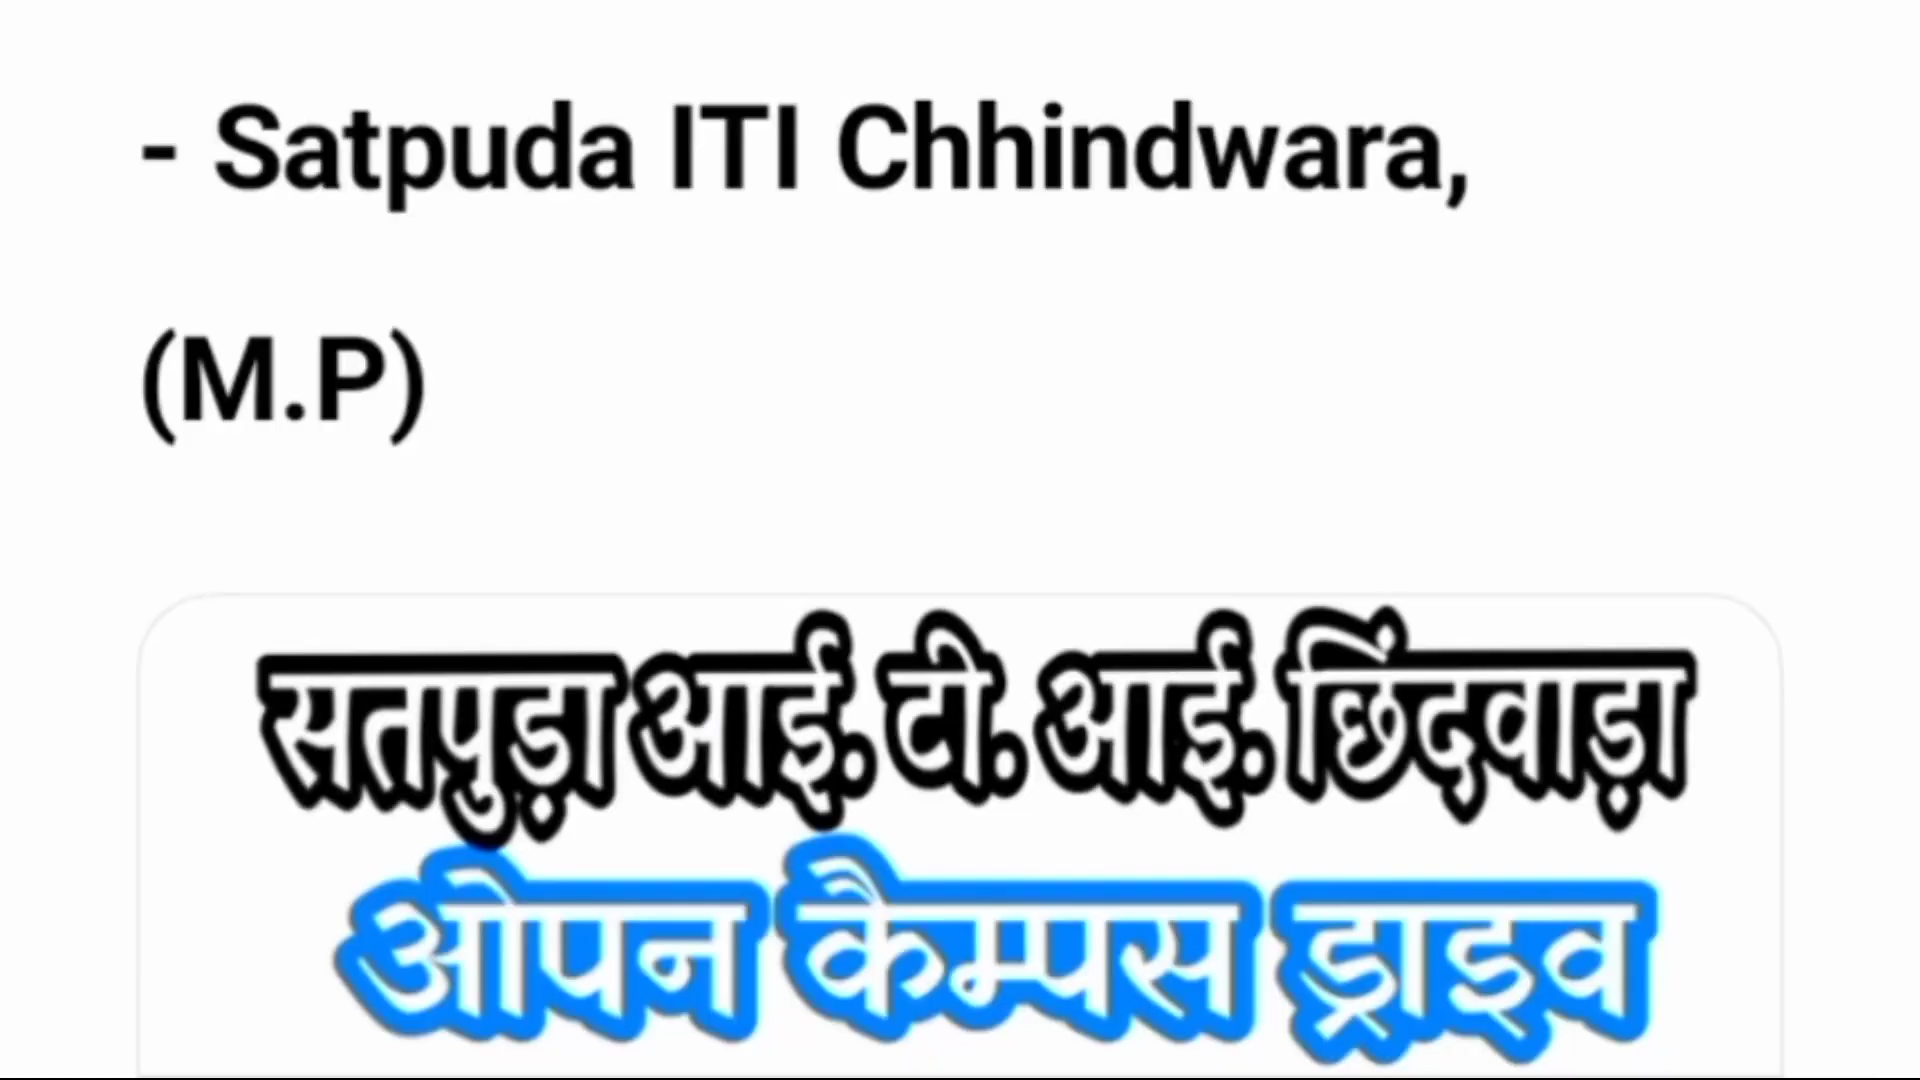 - Satpuda ITI Chhindwara,
(M.P)
सतपुड़ा आई. टी. आई. छिंदवाड़ा
ओपन कैम्पस ड्राइव